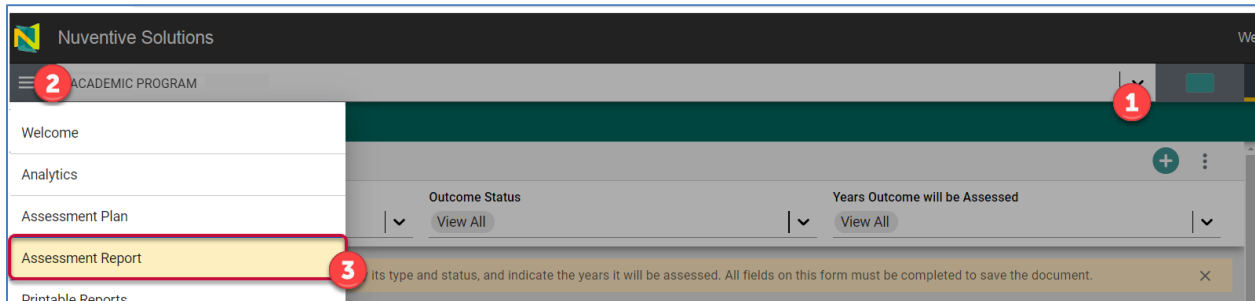 Nuventive Solutions
We
2 ACADEMIC PROGRAM
1
Welcome
Analytics
Assessment Plan
Outcome Status
Years Outcome will be Assessed
View All
View All
Assessment Report
3
its type and status, and indicate the years it will be assessed. All fields on this form must be completed to save the document.
Printable Reports